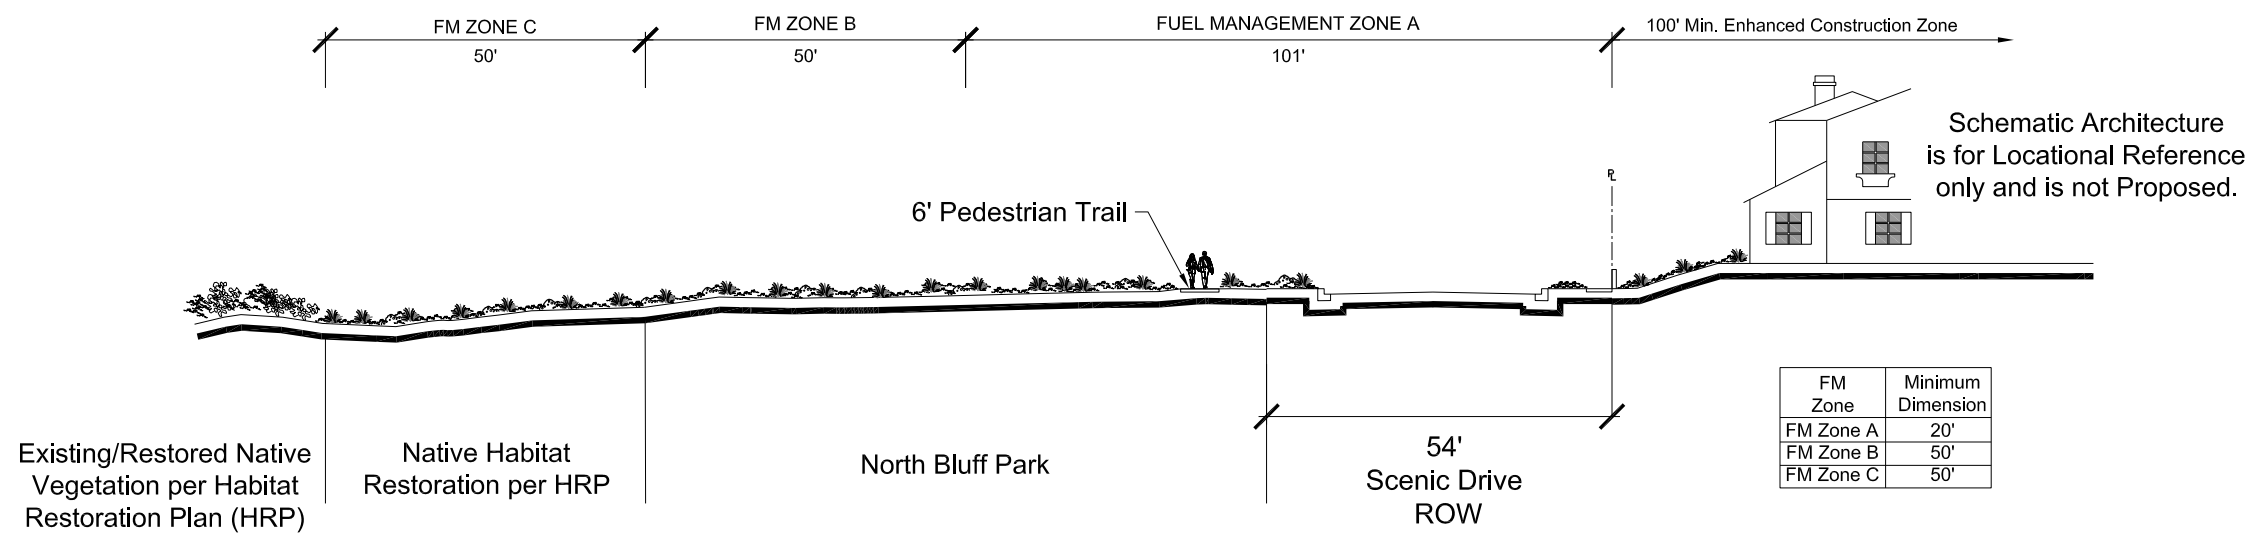 FM ZONE C
50'
FM ZONE B
50'
FUEL MANAGEMENT ZONE A
101'
100' Min. Enhanced Construction Zone
Schematic Architecture
is for Locational Reference
only and is not Proposed.
PL
6' Pedestrian Trail
Existing/Restored Native
Vegetation per Habitat
Restoration Plan (HRP)
Native Habitat
Restoration per HRP
North Bluff Park
54'
Scenic Drive
ROW
FM Zone Minimum Dimension
FM Zone A 20'
FM Zone B 50'
FM Zone C 50'